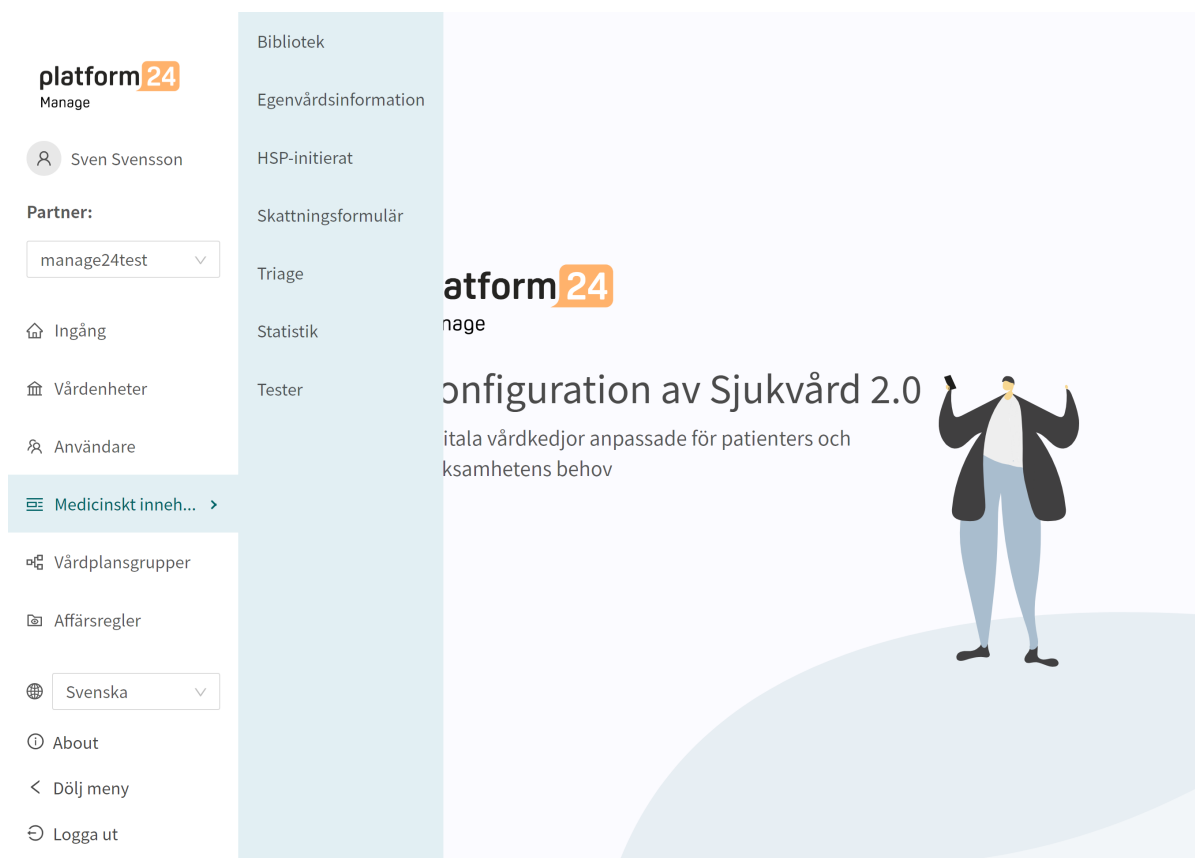 platform24
Manage
Sven Svensson
Partner:
manage24test
Ingång
Vårdenheter
Användare
Medicinskt inneh...
Vårdplansgrupper
Affärsregler
Svenska
About
Dölj meny
Logga ut
Bibliotek
Egenvårdsinformation
HSP-initierat
Skattningsformulär
Triage
Statistik
Tester
atform24
nage
onfiguration av Sjukvård 2.0
itala vårdkedjor anpassade för patienters och
ksamhetens behov